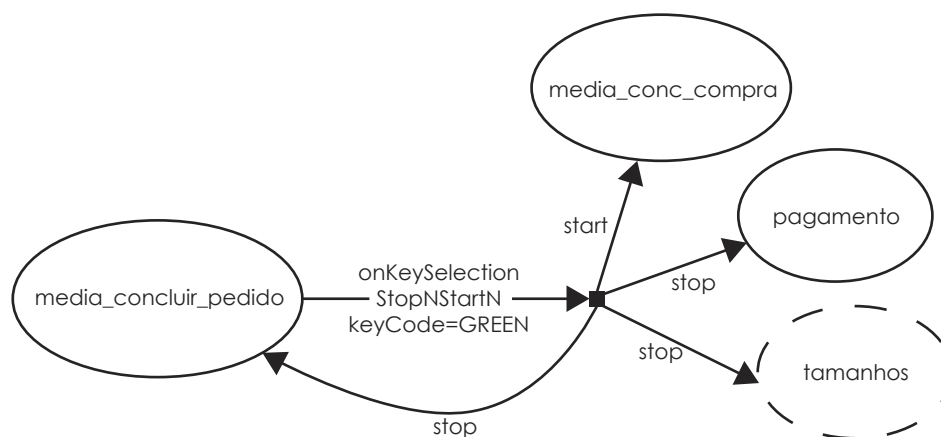 media_conc_compra
pagamento
start
onKeySelection
StopNStartN
keyCode=GREEN
media_concluir_pedido
stop
stop
tamanhos
stop